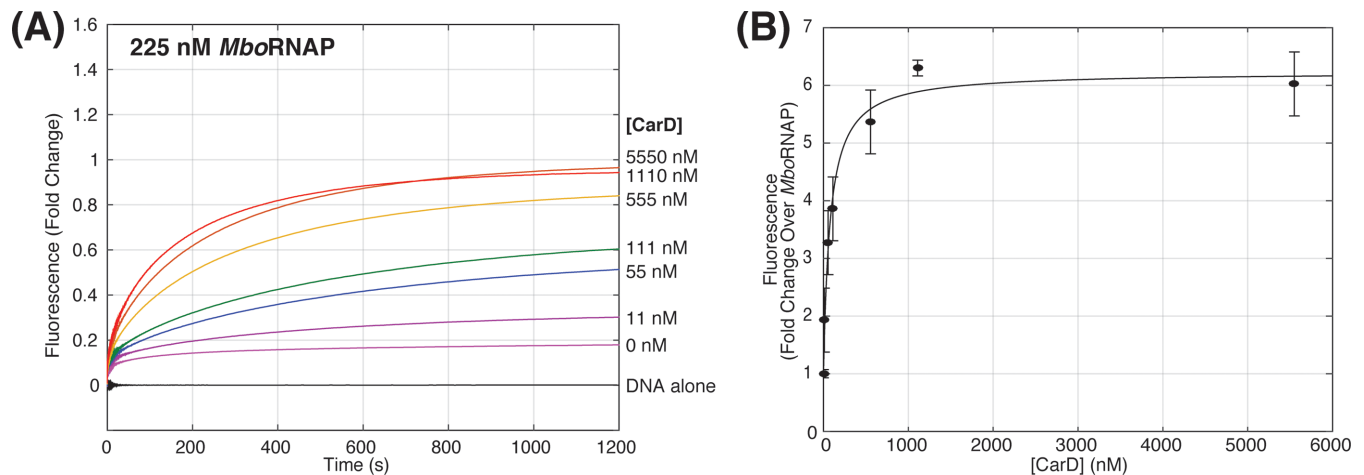 (A)
225 nM MboRNAP
Fluorescence (Fold Change)
1.6
1.4
1.2
1
0.8
0.6
0.4
0.2
0
0
200
400
600
800
1000
1200
Time (s)
[CarD]
5550 nM
1110 nM
555 nM
111 nM
55 nM
11 nM
0 nM
DNA alone
(B)
Fluorescence
(Fold Change Over MboRNAP)
7
6
5
4
3
2
1
0
0
1000
2000
3000
4000
5000
6000
[CarD] (nM)